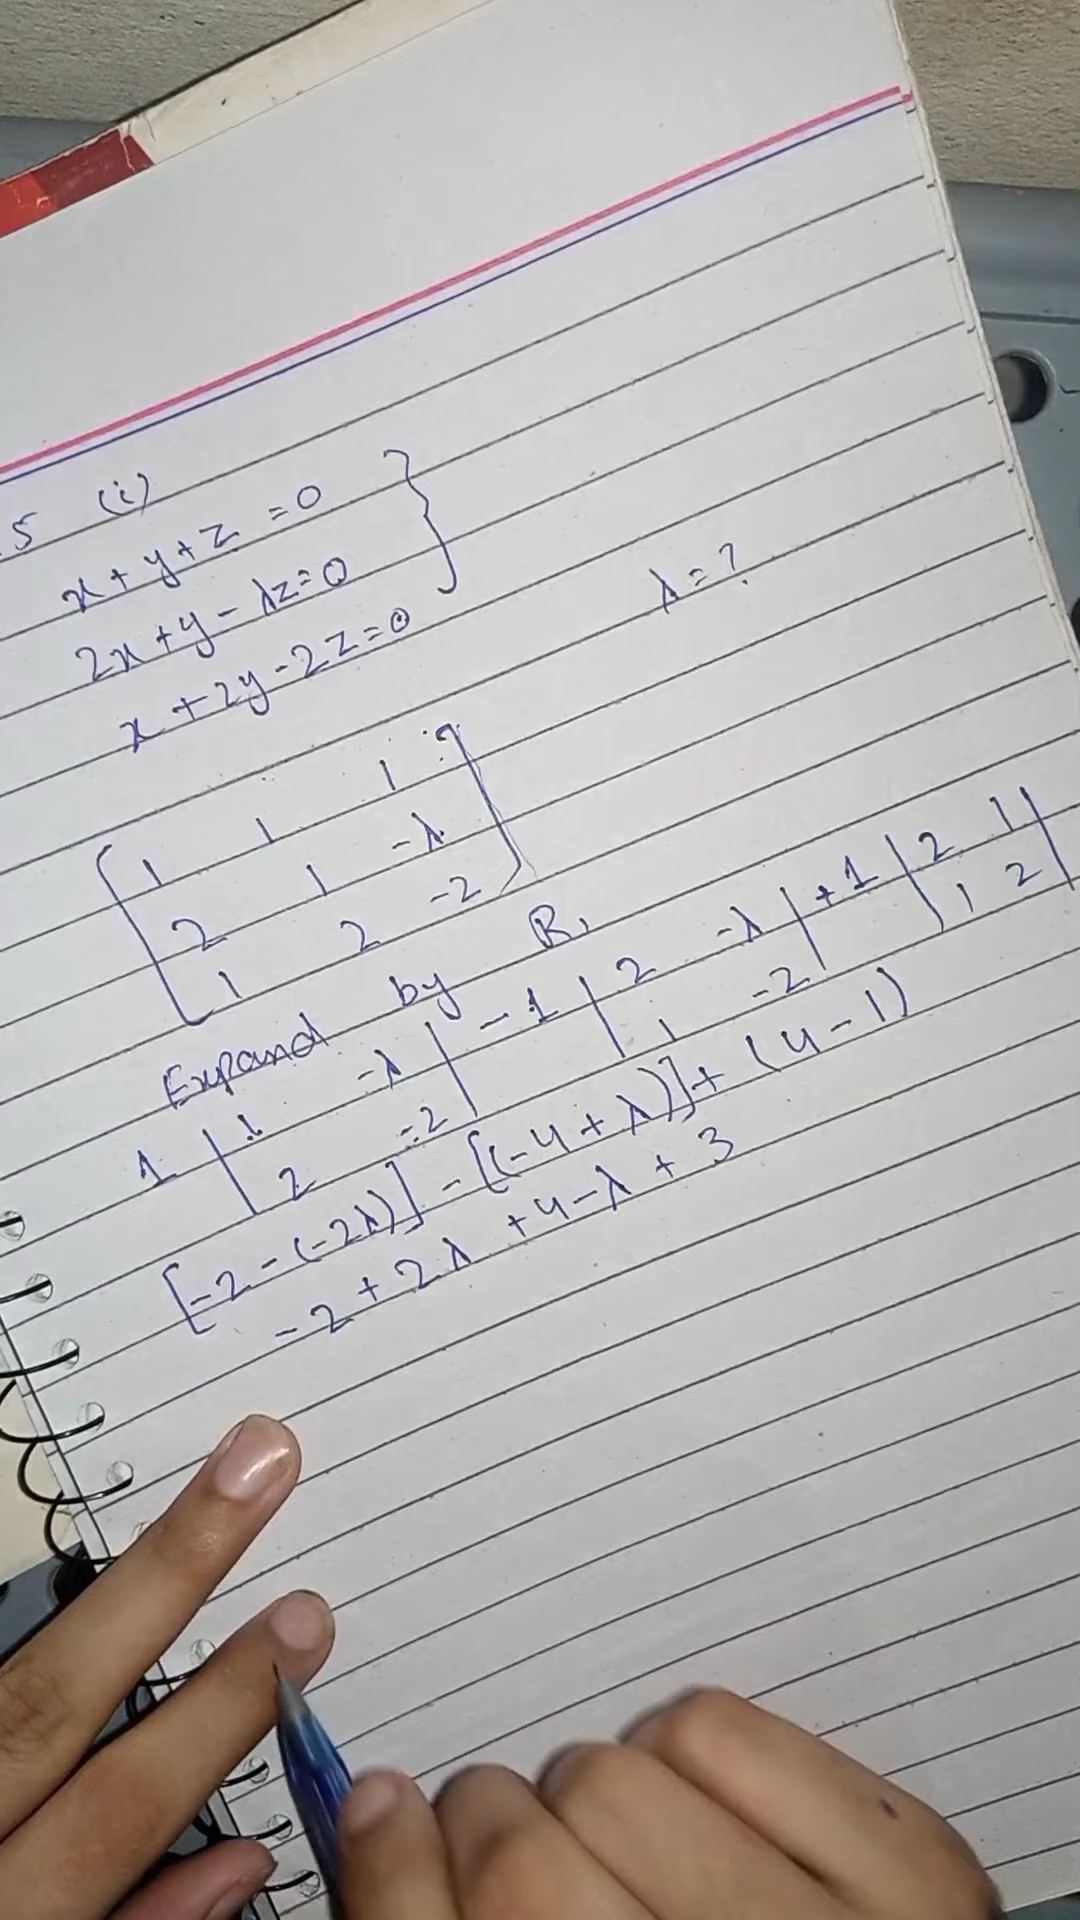 .5 (i)
x + y + z = 0
2x + y - λz = 0
x + 2y - 2z = 0
λ = ?
1 1 1
2 1 -λ
1 2 -2
Expand by R₁
1 | 1 -λ | - 1 | 2 -λ | + 1 | 2 1 |
| 2 -2 | | 1 -2 | | 1 2 |
[-2 - (-2λ)] - [(-4 + λ)] + (4 - 1)
-2 + 2λ + 4 - λ + 3